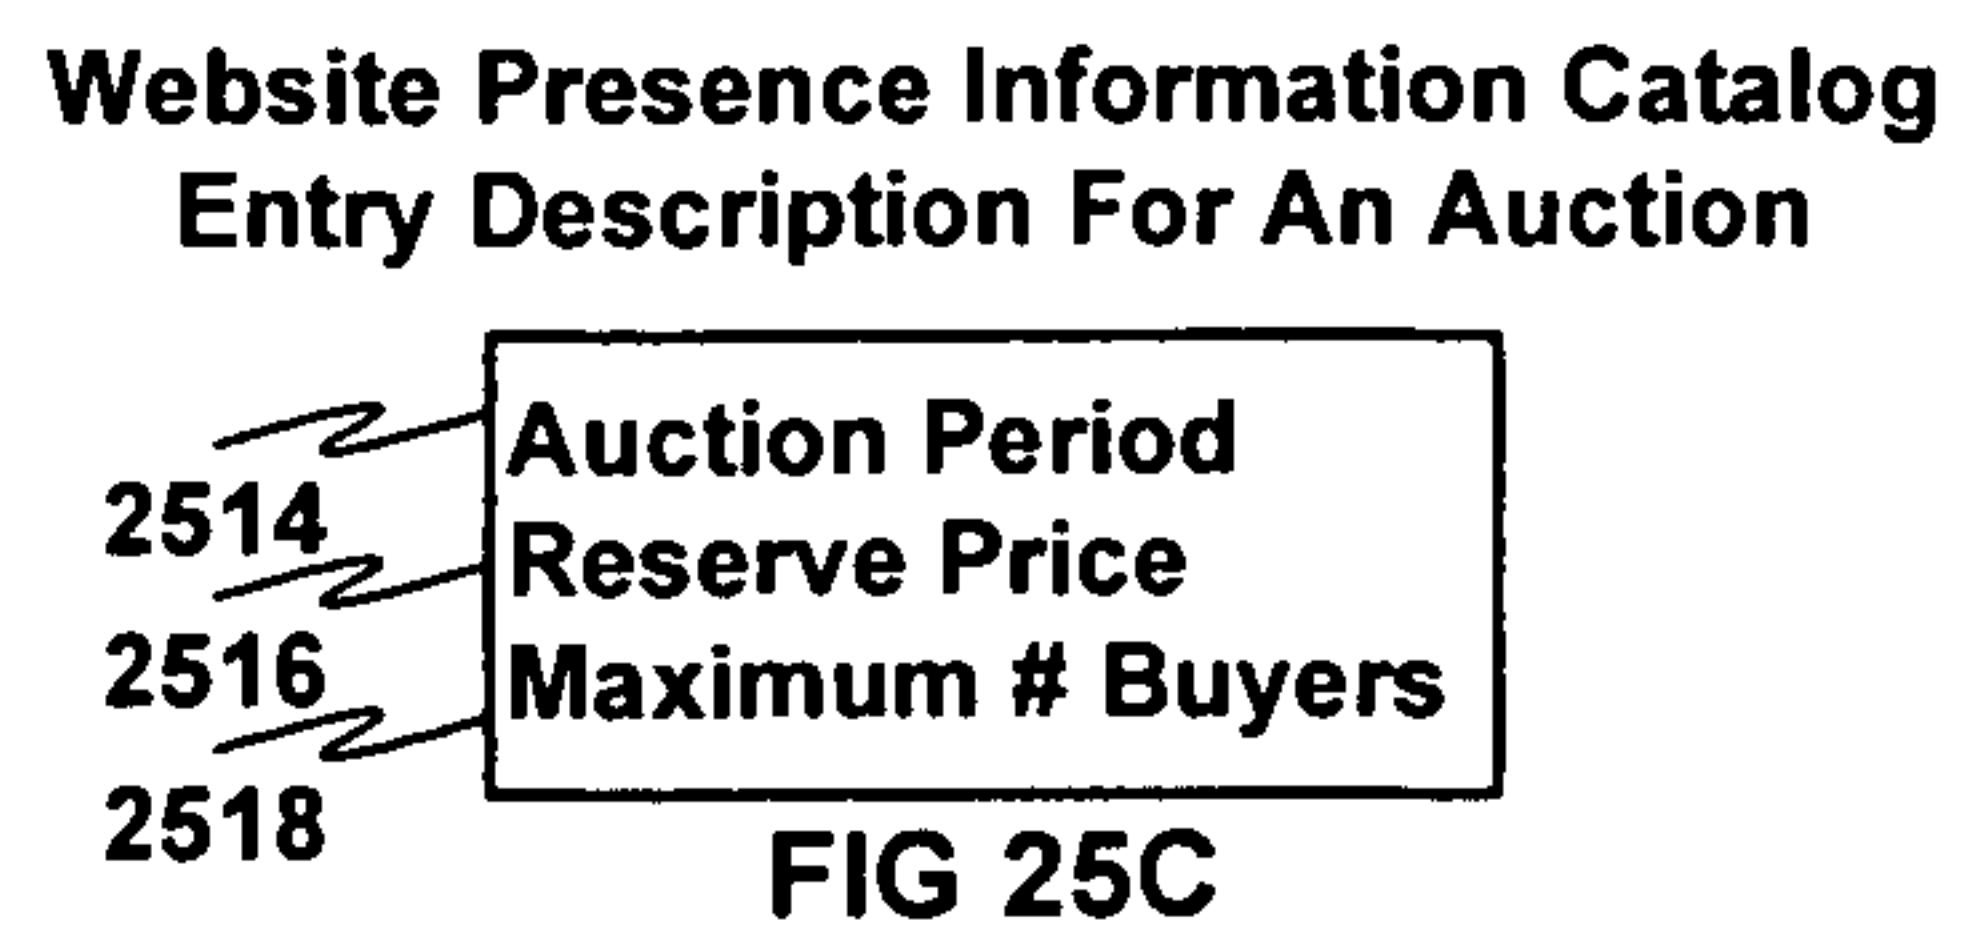 Website Presence Information Catalog
Entry Description For An Auction
Auction Period
2514
Reserve Price
2516
Maximum # Buyers
2518
FIG 25C